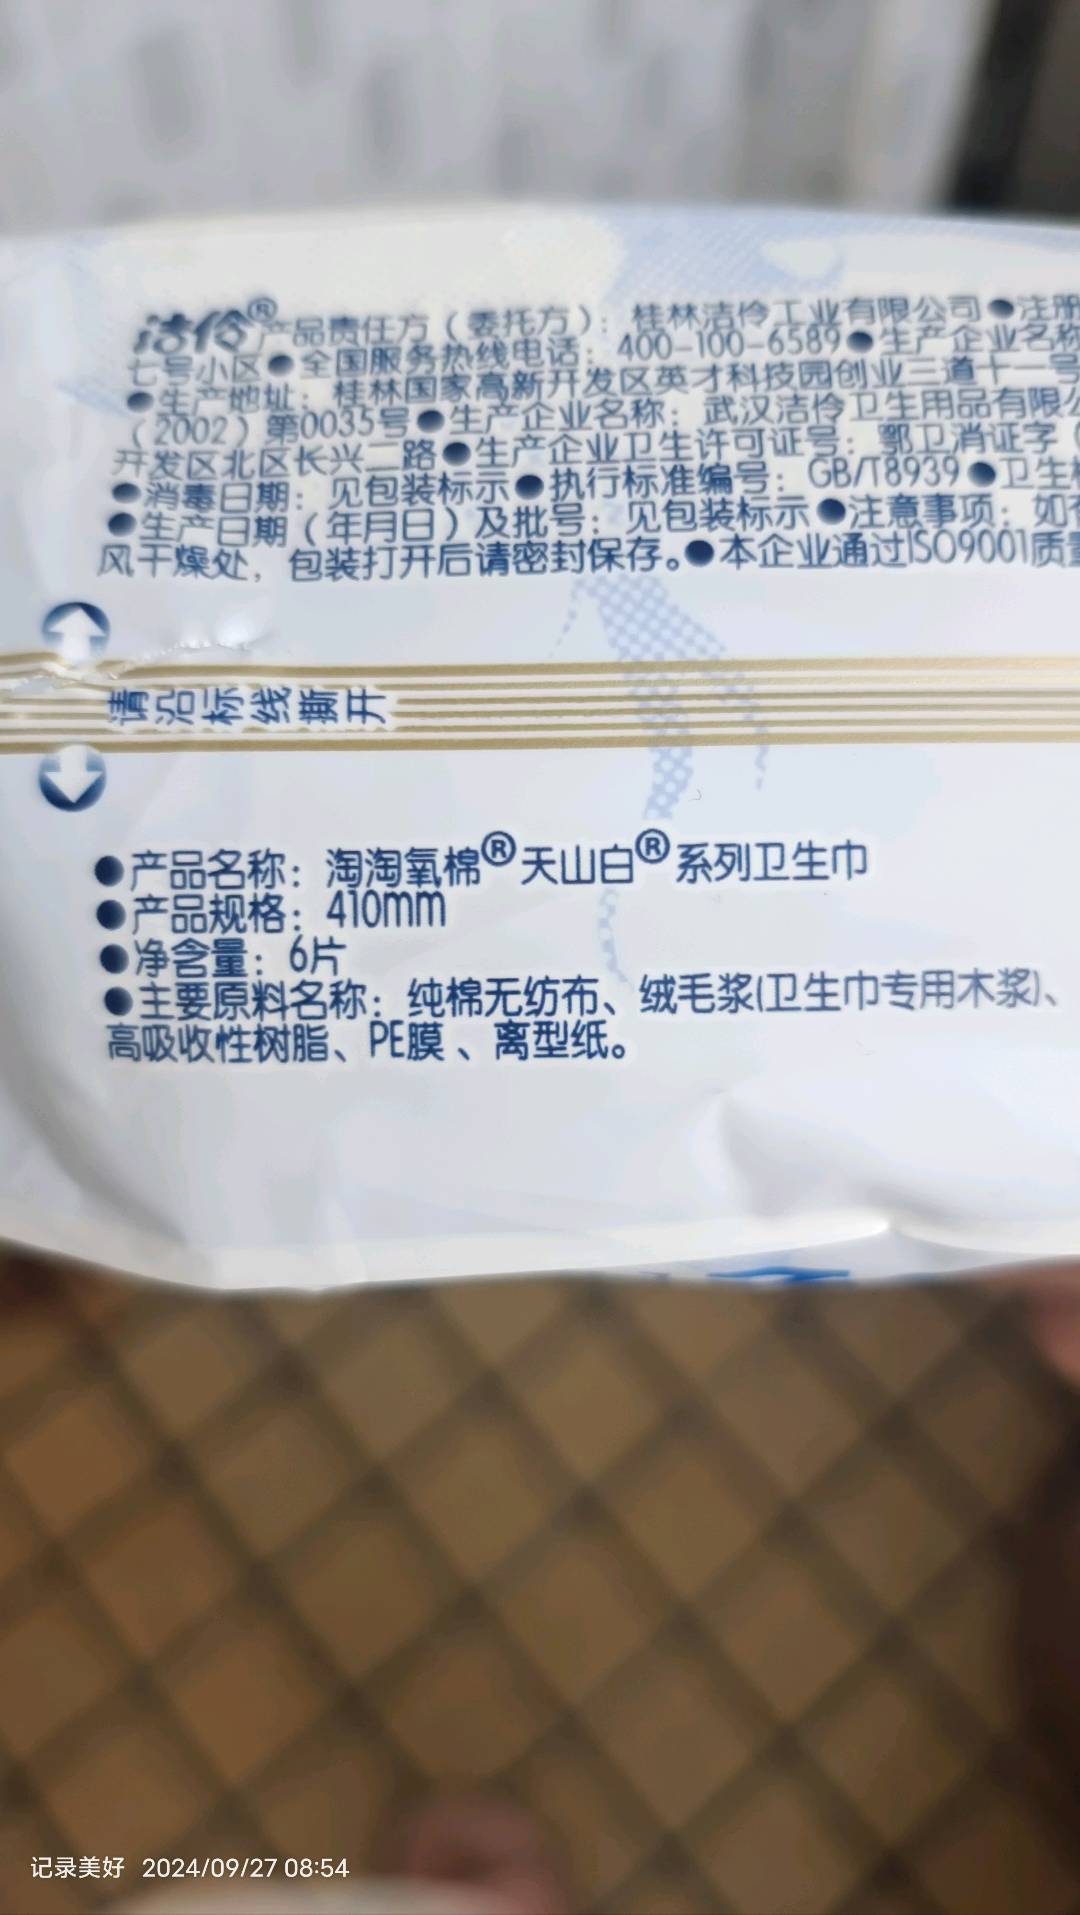 洁伶® 产品责任方（委托方）：桂林洁伶工业有限公司●注册
七号小区●全国服务热线电话：400-100-6589●生产企业名称
●生产地址：桂林国家高新开发区英才科技园创业三道十一号
（2002）第0035号●生产企业名称：武汉洁伶卫生用品有限公
开发区北区长兴二路●生产企业卫生许可证号：鄂卫消证字（
●消毒日期：见包装标示●执行标准编号：GB/T8939●卫生
●生产日期（年月日）及批号：见包装标示●注意事项：如有
风干燥处，包装打开后请密封保存。●本企业通过ISO9001质量
请沿标线撕开
●产品名称：淘淘氧棉®天山白®系列卫生巾
●产品规格：410mm
●净含量：6片
●主要原料名称：纯棉无纺布、绒毛浆(卫生巾专用木浆)、
高吸收性树脂、PE膜、离型纸。
记录美好 2024/09/27 08:54